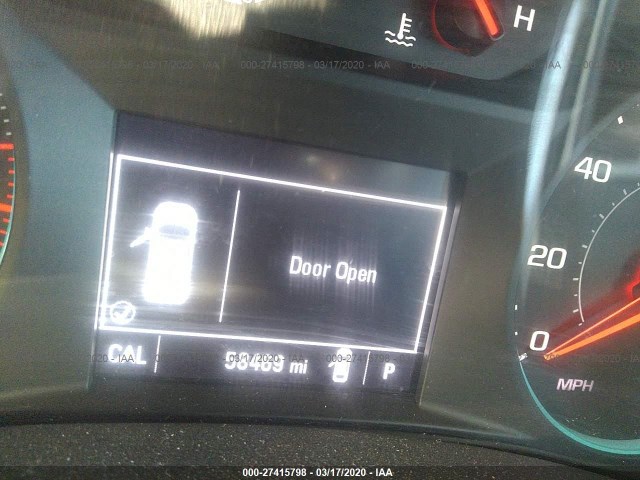 H
000-27415798 - 03/17/2020 - IAA
40
Door Open
20
0
CAL
mi
P
MPH
000-27415798 - 03/17/2020 - IAA